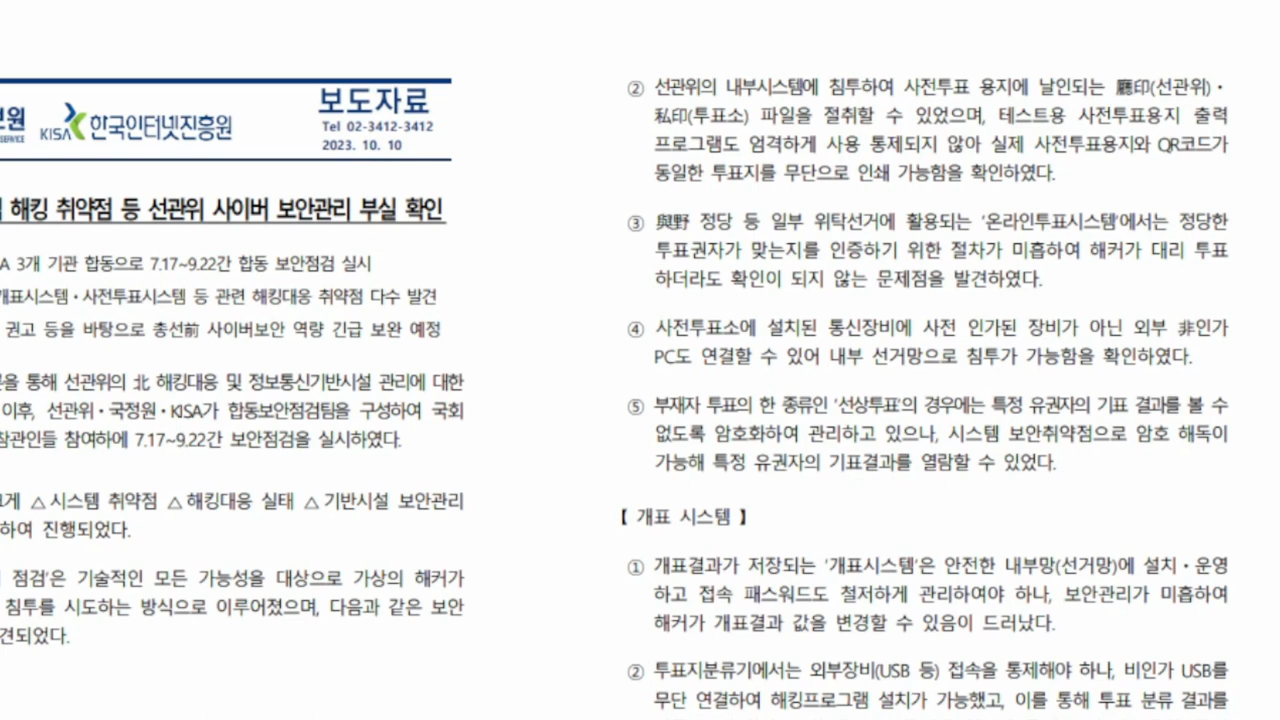 보도자료
KISA 한국인터넷진흥원
Tel 02-3412-3412
2023. 10. 10
해킹 취약점 등 선관위 사이버 보안관리 부실 확인
3개 기관 합동으로 7.17~9.22간 합동 보안점검 실시
개표시스템・사전투표시스템 등 관련 해킹대응 취약점 다수 발견
권고 등을 바탕으로 총선前 사이버보안 역량 긴급 보완 예정
통해 선관위의 北 해킹대응 및 정보통신기반시설 관리에 대한
이후, 선관위・국정원・KISA가 합동보안점검팀을 구성하여 국회
참관인들 참여하에 7.17~9.22간 보안점검을 실시하였다.
△시스템 취약점 △해킹대응 실태 △기반시설 보안관리
하여 진행되었다.
점검'은 기술적인 모든 가능성을 대상으로 가상의 해커가
침투를 시도하는 방식으로 이루어졌으며, 다음과 같은 보안
견되었다.
② 선관위의 내부시스템에 침투하여 사전투표 용지에 날인되는 廳印(선관위)・
私印(투표소) 파일을 절취할 수 있었으며, 테스트용 사전투표용지 출력
프로그램도 엄격하게 사용 통제되지 않아 실제 사전투표용지와 QR코드가
동일한 투표지를 무단으로 인쇄 가능함을 확인하였다.
③ 與野 정당 등 일부 위탁선거에 활용되는 '온라인투표시스템'에서는 정당한
투표권자가 맞는지를 인증하기 위한 절차가 미흡하여 해커가 대리 투표
하더라도 확인이 되지 않는 문제점을 발견하였다.
④ 사전투표소에 설치된 통신장비에 사전 인가된 장비가 아닌 외부 非인가
PC도 연결할 수 있어 내부 선거망으로 침투가 가능함을 확인하였다.
⑤ 부재자 투표의 한 종류인 '선상투표'의 경우에는 특정 유권자의 기표 결과를 볼 수
없도록 암호화하여 관리하고 있으나, 시스템 보안취약점으로 암호 해독이
가능해 특정 유권자의 기표결과를 열람할 수 있었다.
【 개표 시스템 】
① 개표결과가 저장되는 '개표시스템'은 안전한 내부망(선거망)에 설치・운영
하고 접속 패스워드도 철저하게 관리하여야 하나, 보안관리가 미흡하여
해커가 개표결과 값을 변경할 수 있음이 드러났다.
② 투표지분류기에서는 외부장비(USB 등) 접속을 통제해야 하나, 비인가 USB를
무단 연결하여 해킹프로그램 설치가 가능했고, 이를 통해 투표 분류 결과를